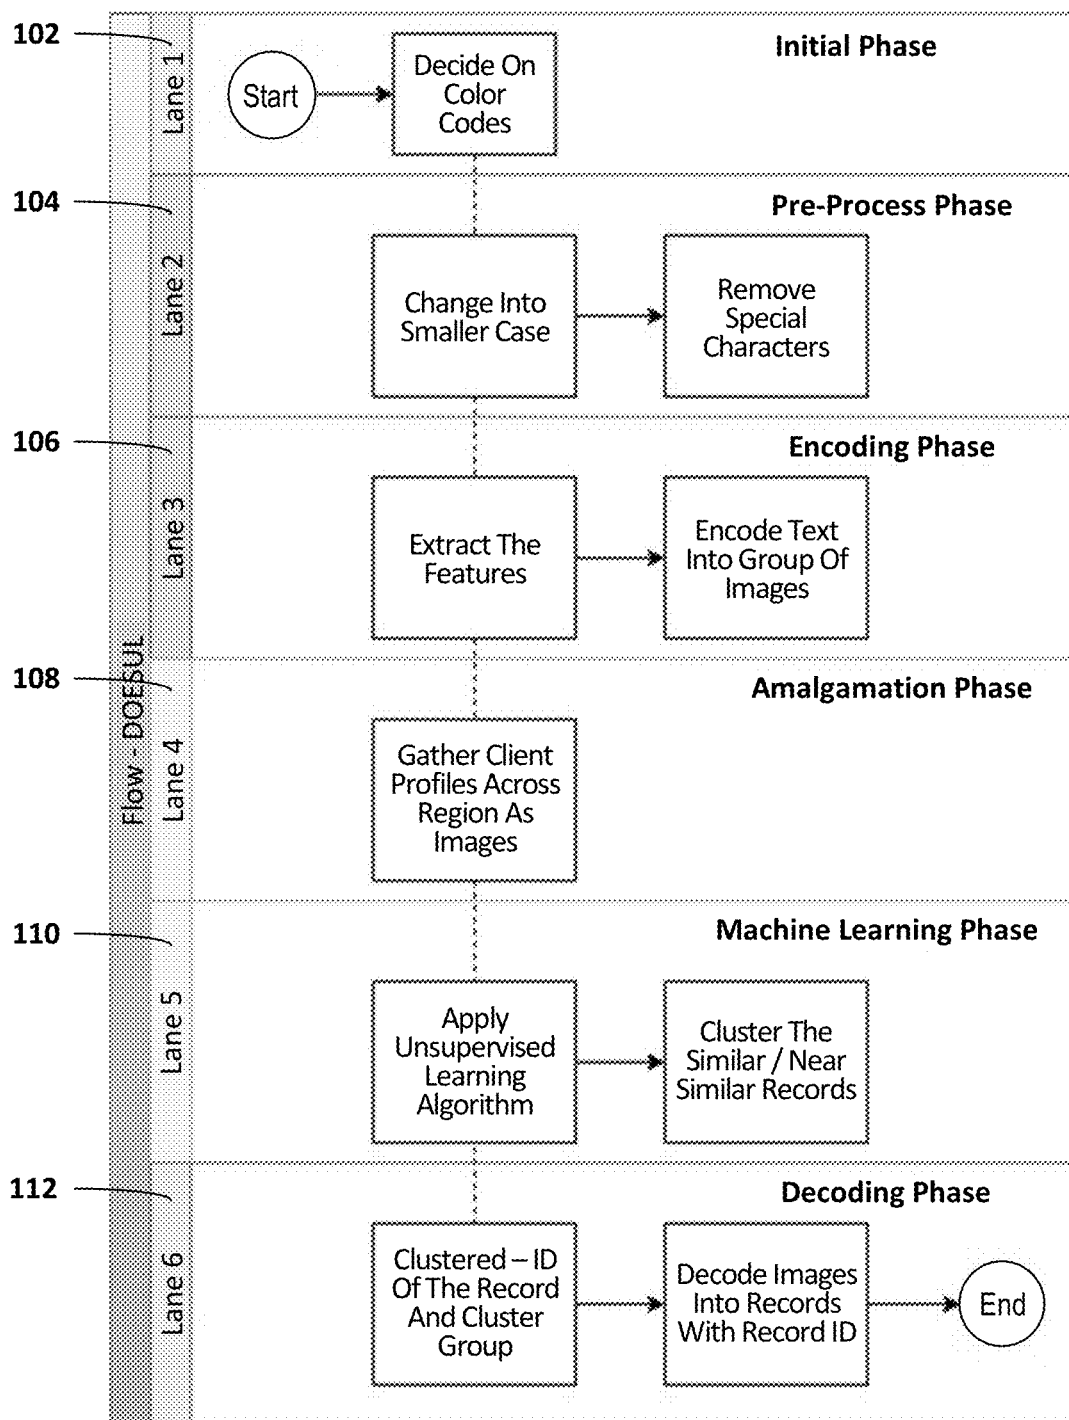 102
Lane 1
Start
Decide On
Color
Codes
Initial Phase
104
Lane 2
Pre-Process Phase
Change Into
Smaller Case
Remove
Special
Characters
106
Lane 3
Encoding Phase
Extract The
Features
Encode Text
Into Group Of
Images
Flow - DOESUL
108
Lane 4
Amalgamation Phase
Gather Client
Profiles Across
Region As
Images
110
Lane 5
Machine Learning Phase
Apply
Unsupervised
Learning
Algorithm
Cluster The
Similar / Near
Similar Records
112
Lane 6
Decoding Phase
Clustered – ID
Of The Record
And Cluster
Group
Decode Images
Into Records
With Record ID
End